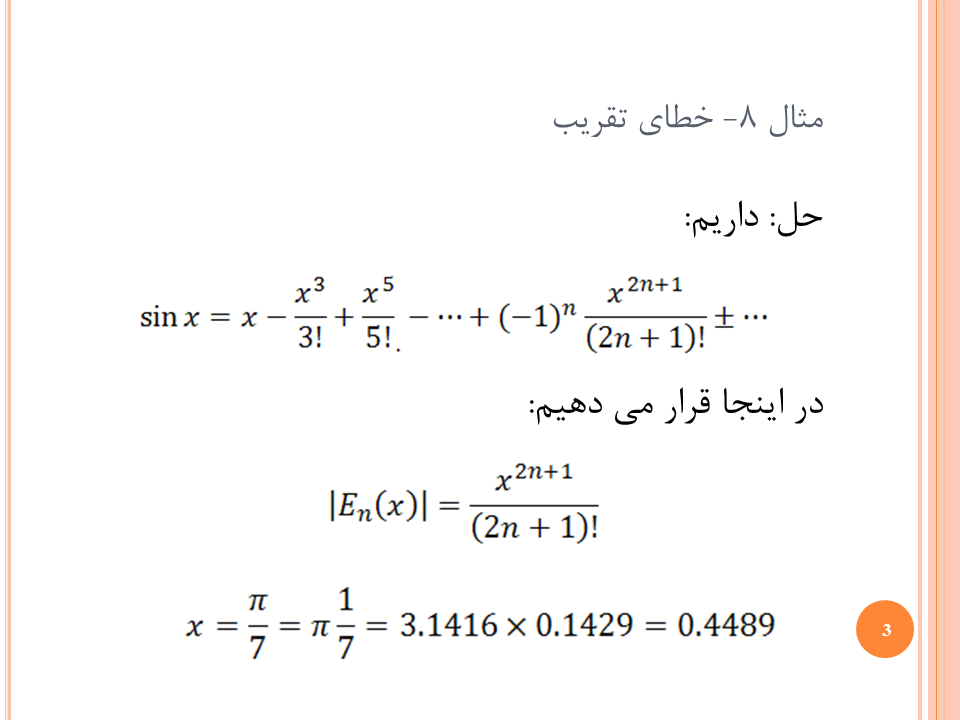 مثال ۸- خطای تقریب
حل: داریم:
sin x = x − x³/3! + x⁵/5! . − ⋯ + (−1)ⁿ x²ⁿ⁺¹/(2n + 1)! ± ⋯
در اینجا قرار می دهیم:
|Eₙ(x)| = x²ⁿ⁺¹/(2n + 1)!
x = π/7 = π 1/7 = 3.1416 × 0.1429 = 0.4489
3